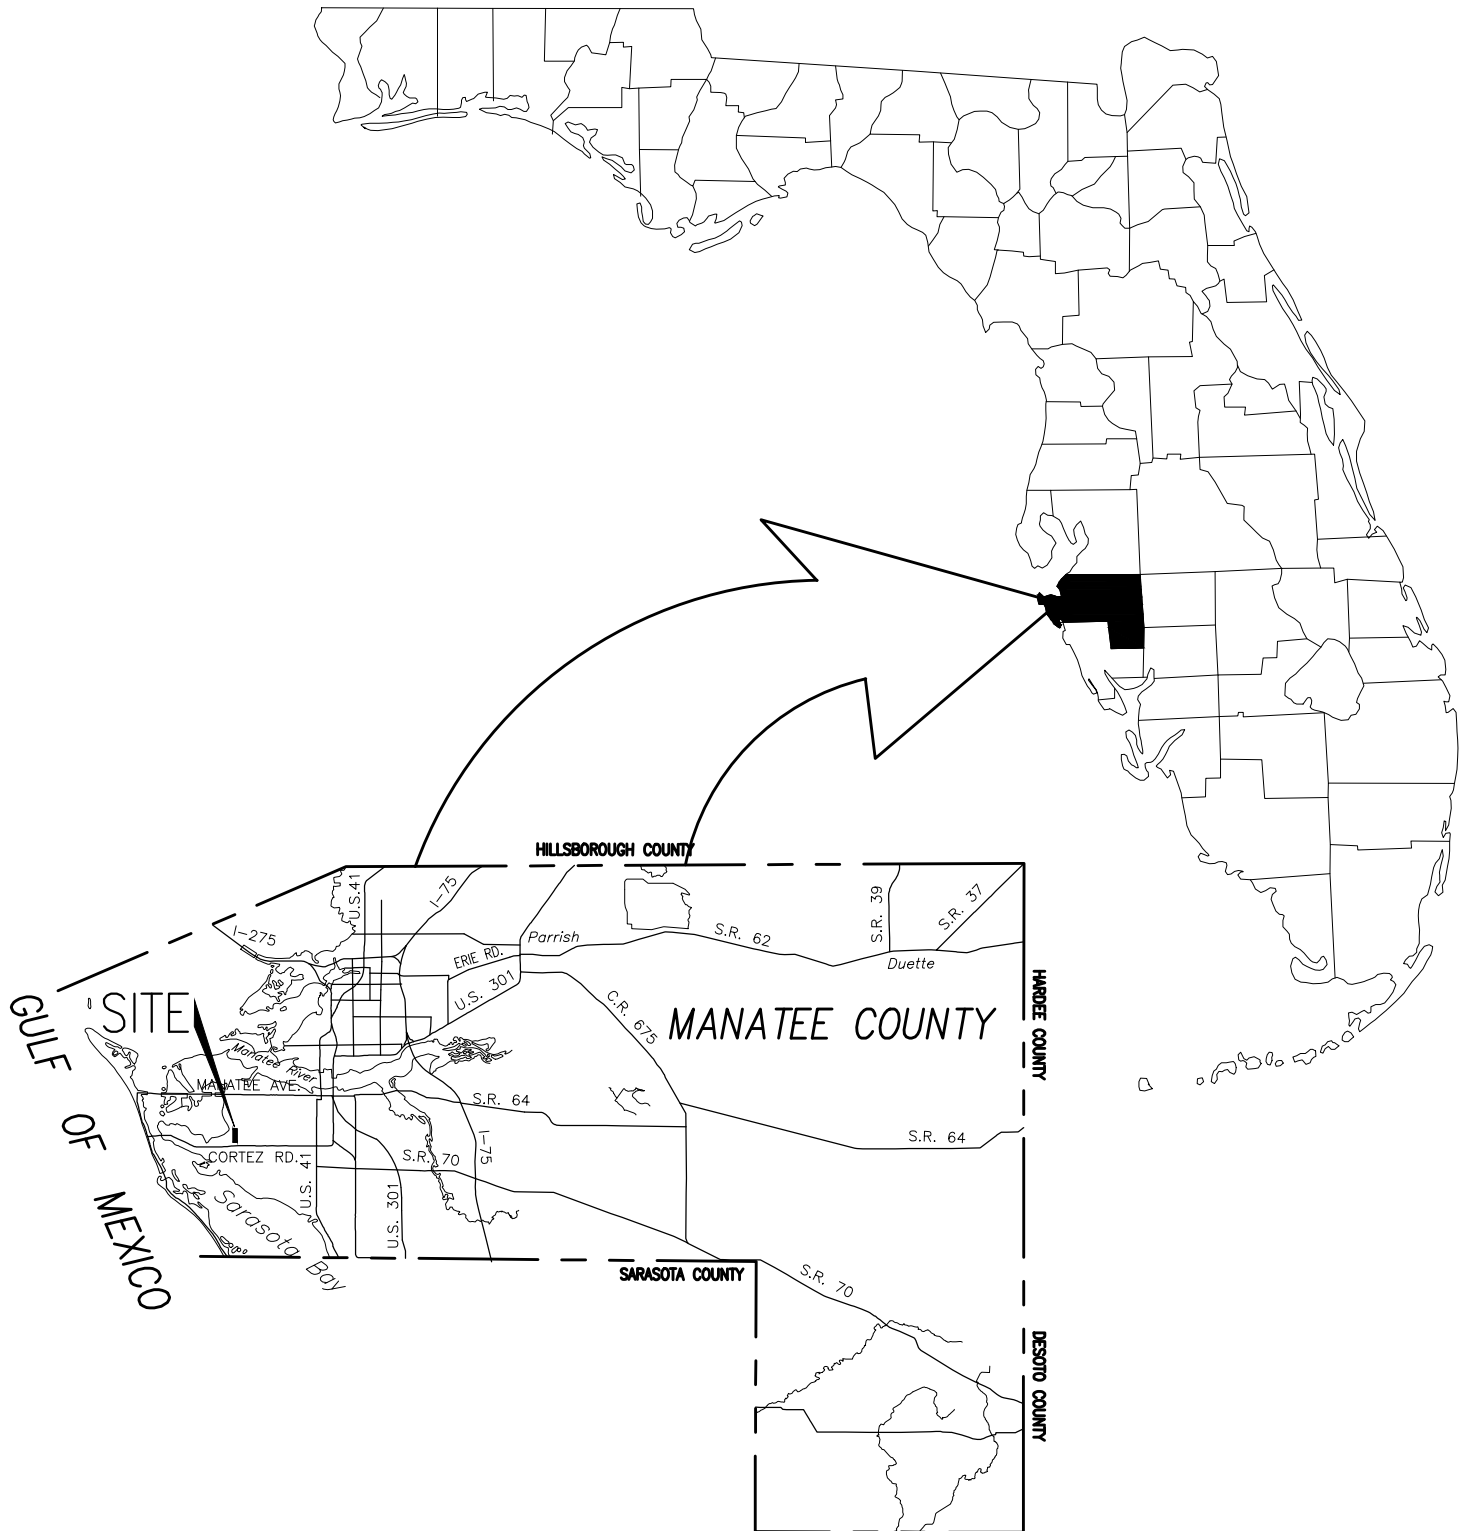 HILLSBOROUGH COUNTY
U.S.41
I-75
S.R. 39
S.R. 37
I-275
Parrish
S.R. 62
ERIE RD.
Duette
U.S. 301
C.R. 675
HARDEE COUNTY
SITE
MANATEE COUNTY
GULF OF MEXICO
Manatee River
MANATEE AVE.
S.R. 64
S.R. 64
I-75
CORTEZ RD.
S.R. 70
U.S. 41
U.S. 301
Sarasota Bay
SARASOTA COUNTY
S.R. 70
DESOTO COUNTY